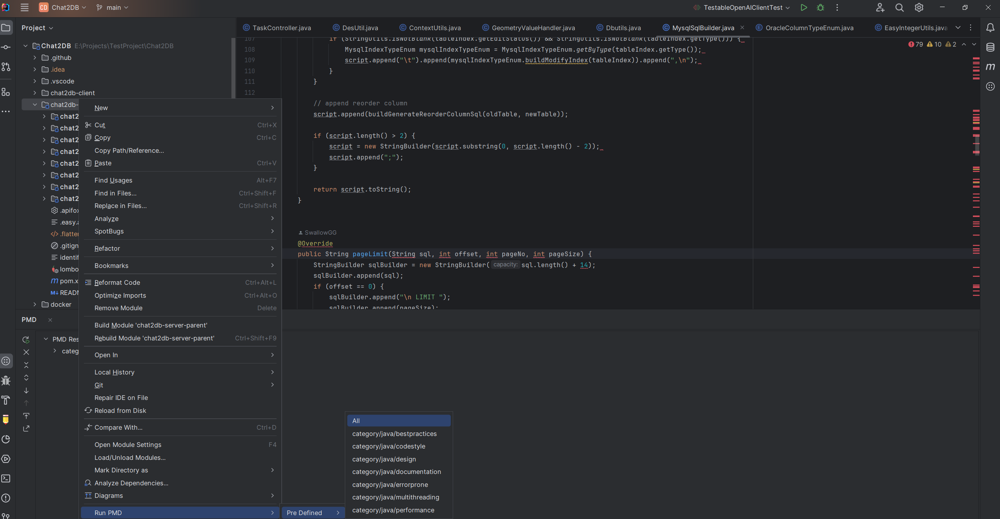 CD Chat2DB main TestableOpenAIClientTest
Project
Chat2DB E:\Projects\TestProject\Chat2DB
.github
.idea
.vscode
chat2db-client
chat2db-
chat2
chat2
chat2
chat2
chat2
chat2
chat2
chat2
.apifox
.easy.a
.flatter
.gitign
identif
lombo
pom.x
READM
docker
TaskController.java DesUtil.java ContextUtils.java GeometryValueHandler.java Dbutils.java MysqlSqlBuilder.java OracleColumnTypeEnum.java EasyIntegerUtils.java
79 10 2
107 if (StringUtils.isNotBlank(tableIndex.getEditStatus()) && StringUtils.isNotBlank(tableIndex.getType())) {
108 MysqlIndexTypeEnum mysqlIndexTypeEnum = MysqlIndexTypeEnum.getByType(tableIndex.getType());
109 script.append("\t").append(mysqlIndexTypeEnum.buildModifyIndex(tableIndex)).append(",\n");
110 }
111 }
112
// append reorder column
script.append(buildGenerateReorderColumnSql(oldTable, newTable));
if (script.length() > 2) {
script = new StringBuilder(script.substring(0, script.length() - 2));
script.append(";");
}
return script.toString();
}
SwallowGG
@Override
public String pageLimit(String sql, int offset, int pageNo, int pageSize) {
StringBuilder sqlBuilder = new StringBuilder( capacity: sql.length() + 14);
sqlBuilder.append(sql);
if (offset == 0) {
sqlBuilder.append("\n LIMIT ");
sqlBuilder.append(pageSize);
New
Cut Ctrl+X
Copy Ctrl+C
Copy Path/Reference...
Paste Ctrl+V
Find Usages Alt+F7
Find in Files... Ctrl+Shift+F
Replace in Files... Ctrl+Shift+R
Analyze
SpotBugs
Refactor
Bookmarks
Reformat Code Ctrl+Alt+L
Optimize Imports Ctrl+Alt+O
Remove Module Delete
Build Module 'chat2db-server-parent'
Rebuild Module 'chat2db-server-parent' Ctrl+Shift+F9
Open In
Local History
Git
Repair IDE on File
Reload from Disk
Compare With... Ctrl+D
Open Module Settings F4
Load/Unload Modules...
Mark Directory as
Analyze Dependencies...
Diagrams
Run PMD
Pre Defined
All
category/java/bestpractices
category/java/codestyle
category/java/design
category/java/documentation
category/java/errorprone
category/java/multithreading
category/java/performance
PMD
PMD Res
categ